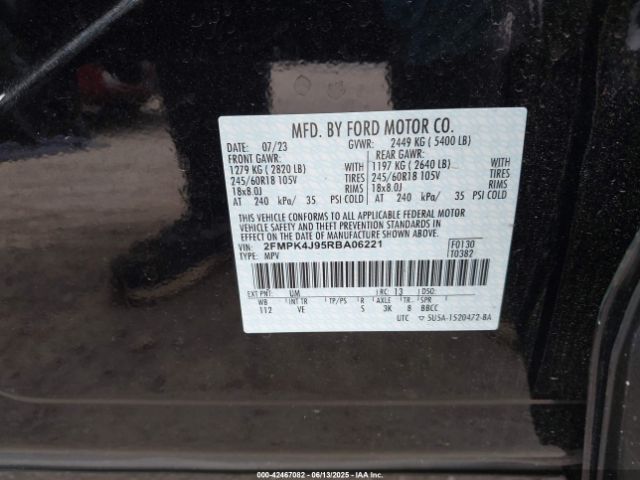 MFD. BY FORD MOTOR CO.
DATE: 07/23 GVWR: 2449 KG ( 5400 LB)
FRONT GAWR: REAR GAWR:
1279 KG ( 2820 LB) WITH 1197 KG ( 2640 LB) WITH
245/60R18 105V TIRES 245/60R18 105V TIRES
18x8.0J RIMS 18x8.0J RIMS
AT 240 kPa/ 35 PSI COLD AT 240 kPa/ 35 PSI COLD
THIS VEHICLE CONFORMS TO ALL APPLICABLE FEDERAL MOTOR
VEHICLE SAFETY AND THEFT PREVENTION STANDARDS IN
EFFECT ON THE DATE OF MANUFACTURE SHOWN ABOVE.
VIN: 2FMPK4J95RBA06221 F0130
TYPE: MPV T0382
EXT PNT: UM RC: 13 DSO:
WB INT TR TP/PS R AXLE TR SPR
112 VE S 3K 8 BBCC
UTC ▽ 5U5A-1520472-BA
000-42467082 - 06/13/2025 - IAAI.COM